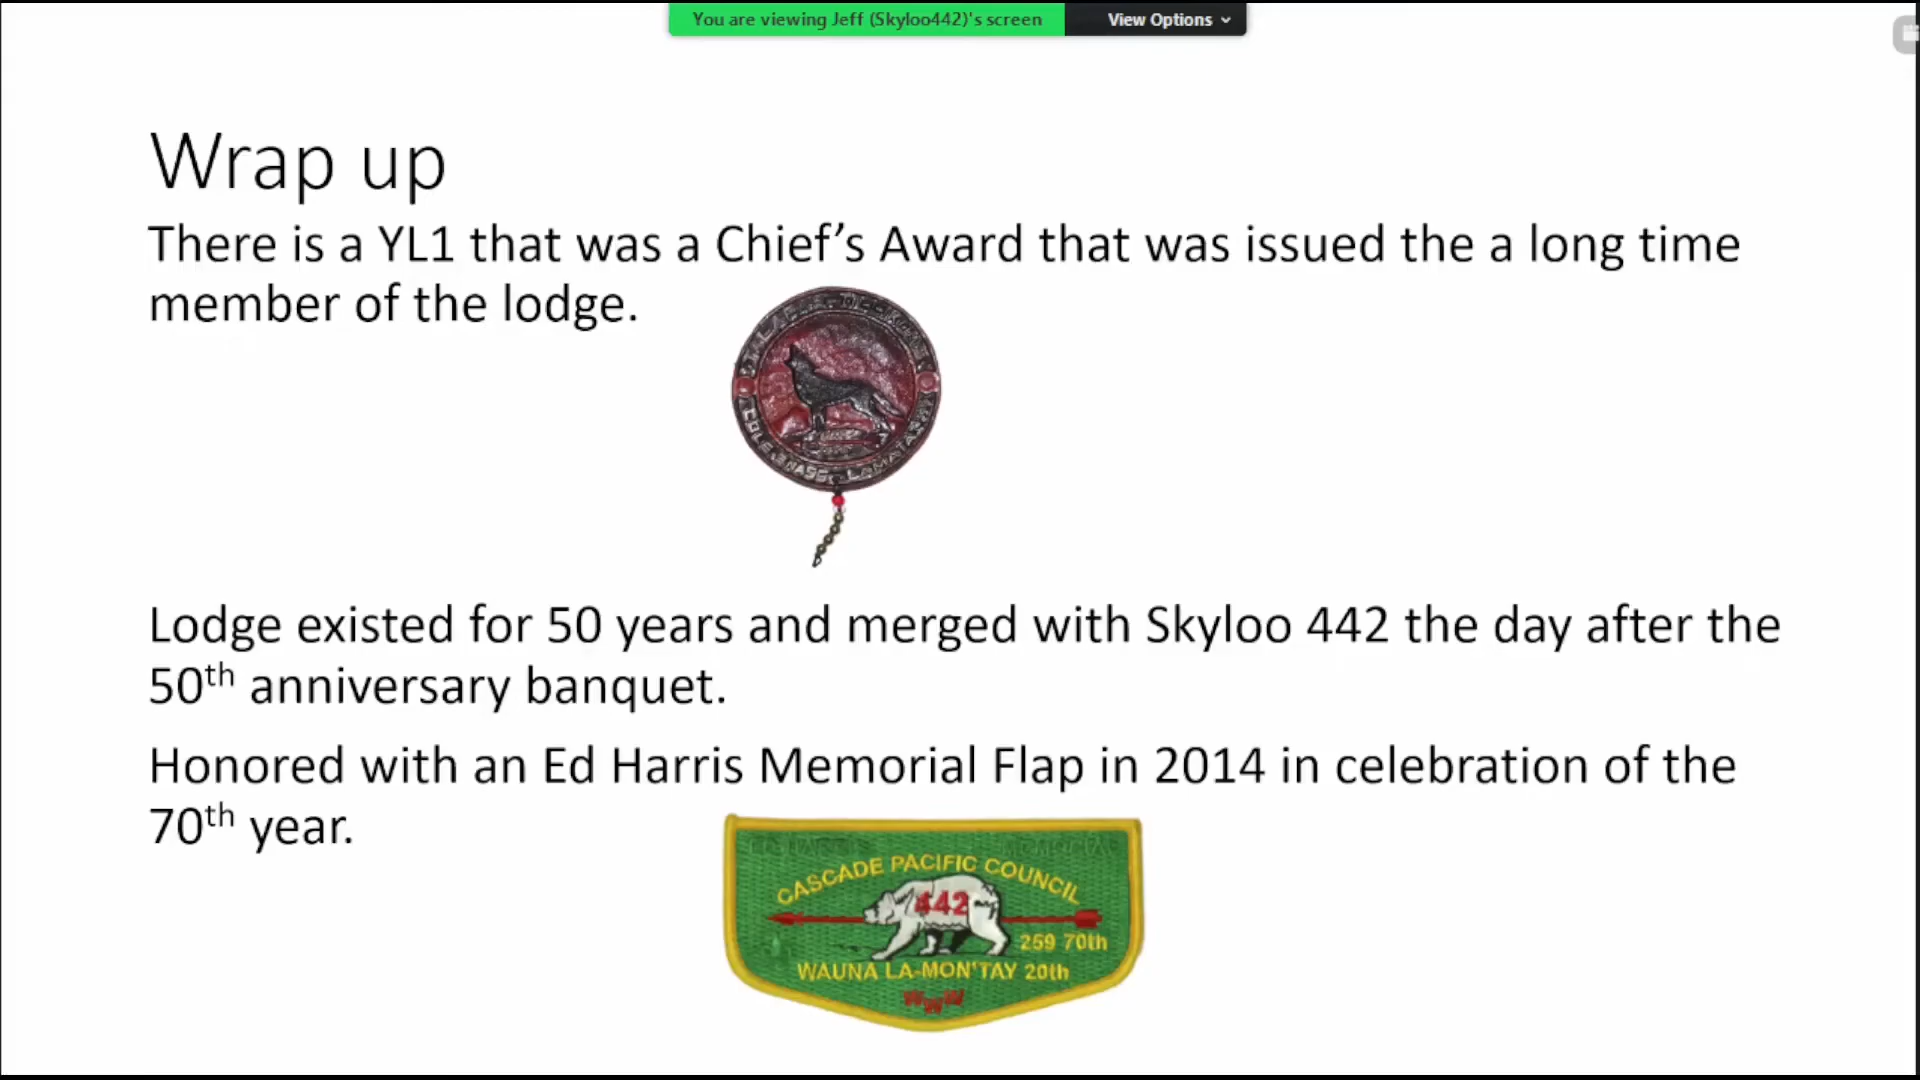 You are viewing Jeff (Skyloo442)'s screen
View Options
Wrap up
There is a YL1 that was a Chief’s Award that was issued the a long time
member of the lodge.
Lodge existed for 50 years and merged with Skyloo 442 the day after the
50th anniversary banquet.
Honored with an Ed Harris Memorial Flap in 2014 in celebration of the
70th year.
CASCADE PACIFIC COUNCIL
442
259 70th
WAUNA LA-MON'TAY 20th
WWW